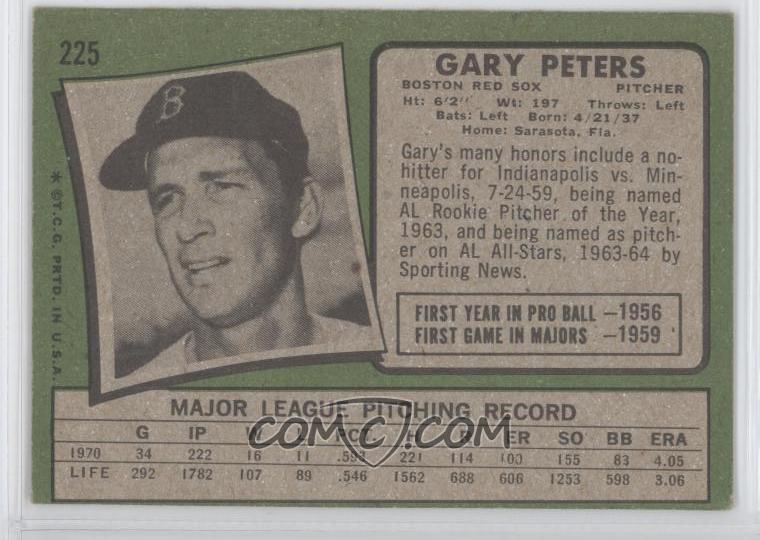 225
GARY PETERS
BOSTON RED SOX PITCHER
Ht: 6'2" Wt: 197 Throws: Left
Bats: Left Born: 4/21/37
Home: Sarasota, Fla.
Gary's many honors include a no-
hitter for Indianapolis vs. Min-
neapolis, 7-24-59, being named
AL Rookie Pitcher of the Year,
1963, and being named as pitch-
er on AL All-Stars, 1963-64 by
Sporting News.
FIRST YEAR IN PRO BALL —1956
FIRST GAME IN MAJORS —1959
B
* © T.C.G. PRTD. IN U.S.A.
MAJOR LEAGUE PITCHING RECORD
G IP W L PCT. H R ER SO BB ERA
1970 34 222 16 11 .593 221 114 100 155 83 4.05
LIFE 292 1782 107 89 .546 1562 688 606 1253 598 3.06
COMC.COM